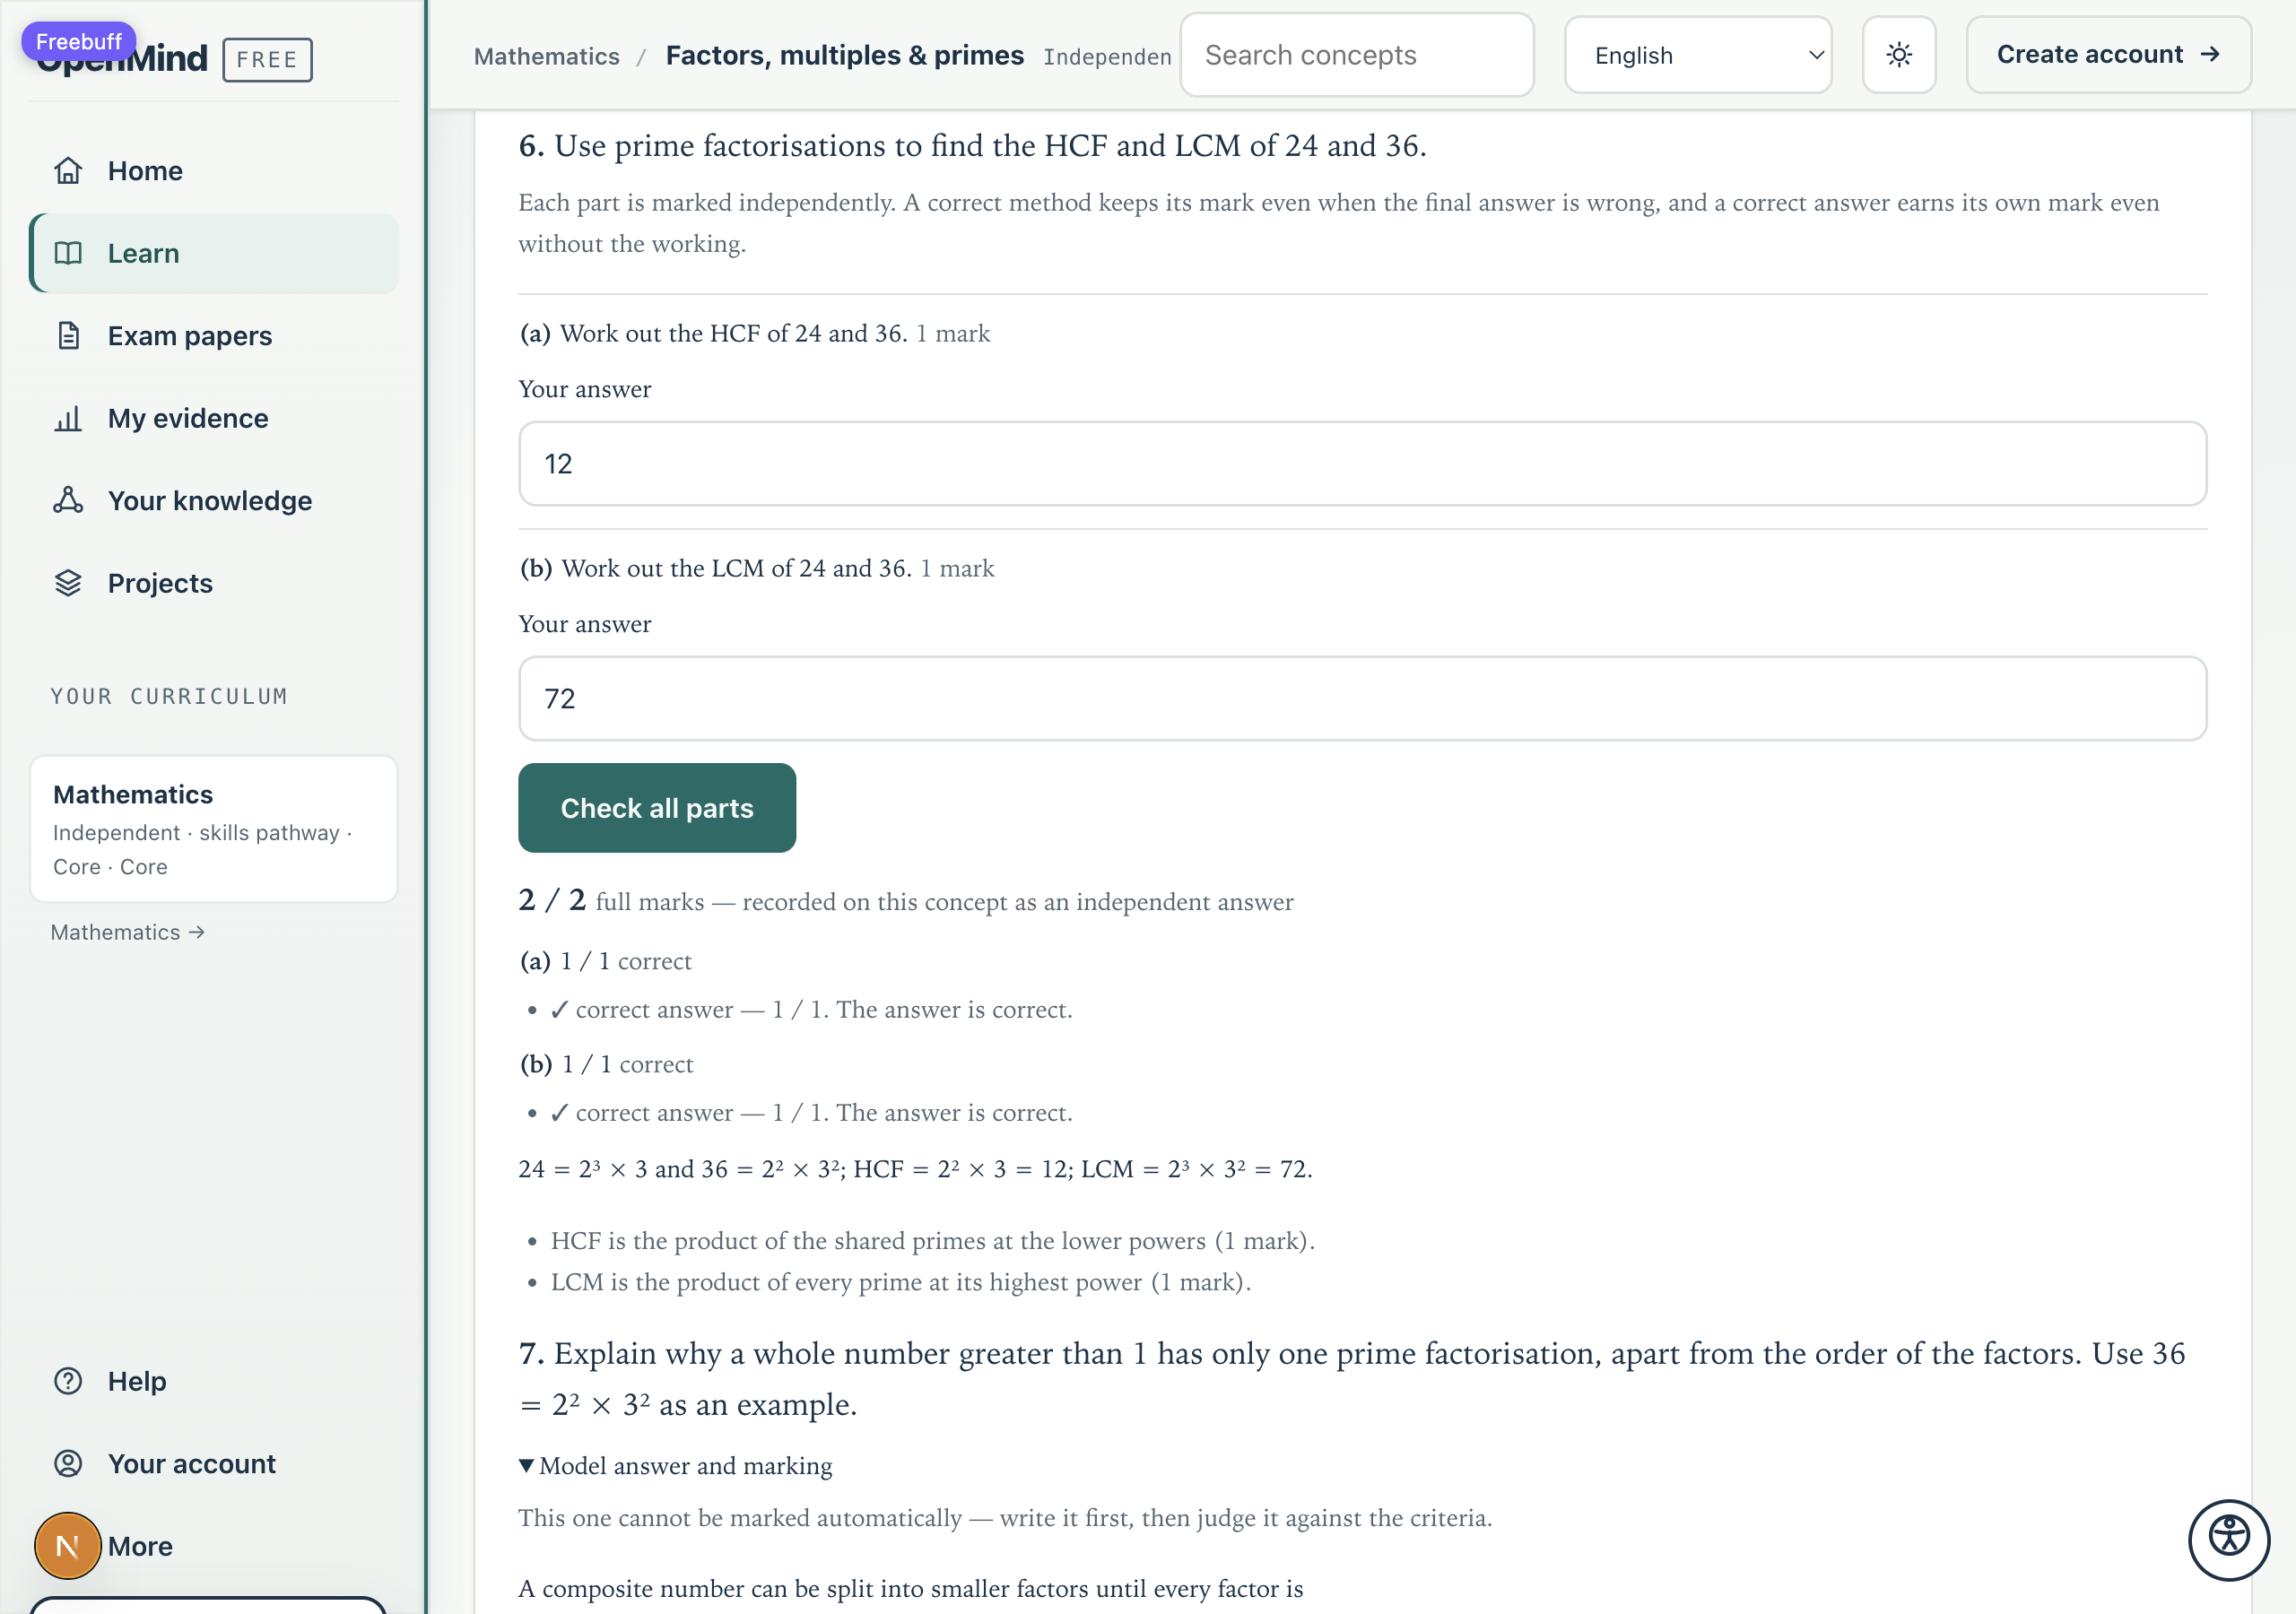 Freebuff
OpenMind FREE
Home
Learn
Exam papers
My evidence
Your knowledge
Projects
YOUR CURRICULUM
Mathematics
Independent · skills pathway ·
Core · Core
Mathematics →
Help
Your account
N More
Mathematics / Factors, multiples & primes Independen
Search concepts
English
Create account →
6. Use prime factorisations to find the HCF and LCM of 24 and 36.
Each part is marked independently. A correct method keeps its mark even when the final answer is wrong, and a correct answer earns its own mark even
without the working.
(a) Work out the HCF of 24 and 36. 1 mark
Your answer
12
(b) Work out the LCM of 24 and 36. 1 mark
Your answer
72
Check all parts
2 / 2 full marks — recorded on this concept as an independent answer
(a) 1 / 1 correct
• ✓ correct answer — 1 / 1. The answer is correct.
(b) 1 / 1 correct
• ✓ correct answer — 1 / 1. The answer is correct.
24 = 2³ × 3 and 36 = 2² × 3²; HCF = 2² × 3 = 12; LCM = 2³ × 3² = 72.
• HCF is the product of the shared primes at the lower powers (1 mark).
• LCM is the product of every prime at its highest power (1 mark).
7. Explain why a whole number greater than 1 has only one prime factorisation, apart from the order of the factors. Use 36
= 2² × 3² as an example.
▼ Model answer and marking
This one cannot be marked automatically — write it first, then judge it against the criteria.
A composite number can be split into smaller factors until every factor is